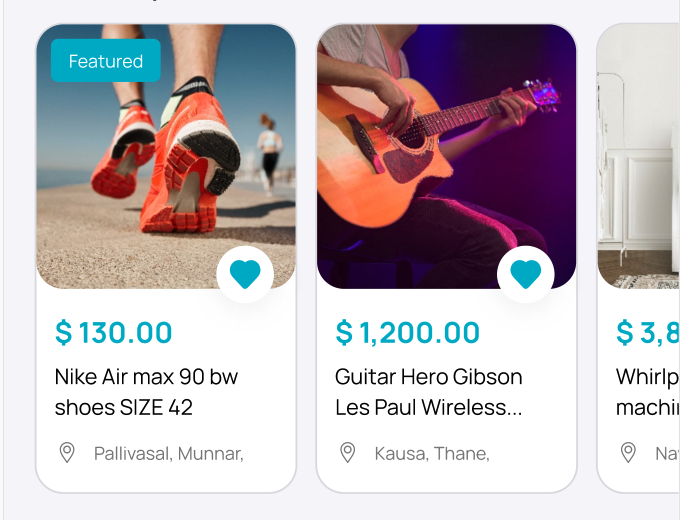 Featured
$ 130.00
Nike Air max 90 bw
shoes SIZE 42
Pallivasal, Munnar,
$ 1,200.00
Guitar Hero Gibson
Les Paul Wireless...
Kausa, Thane,
$ 3,8
Whirlp
machi
Na